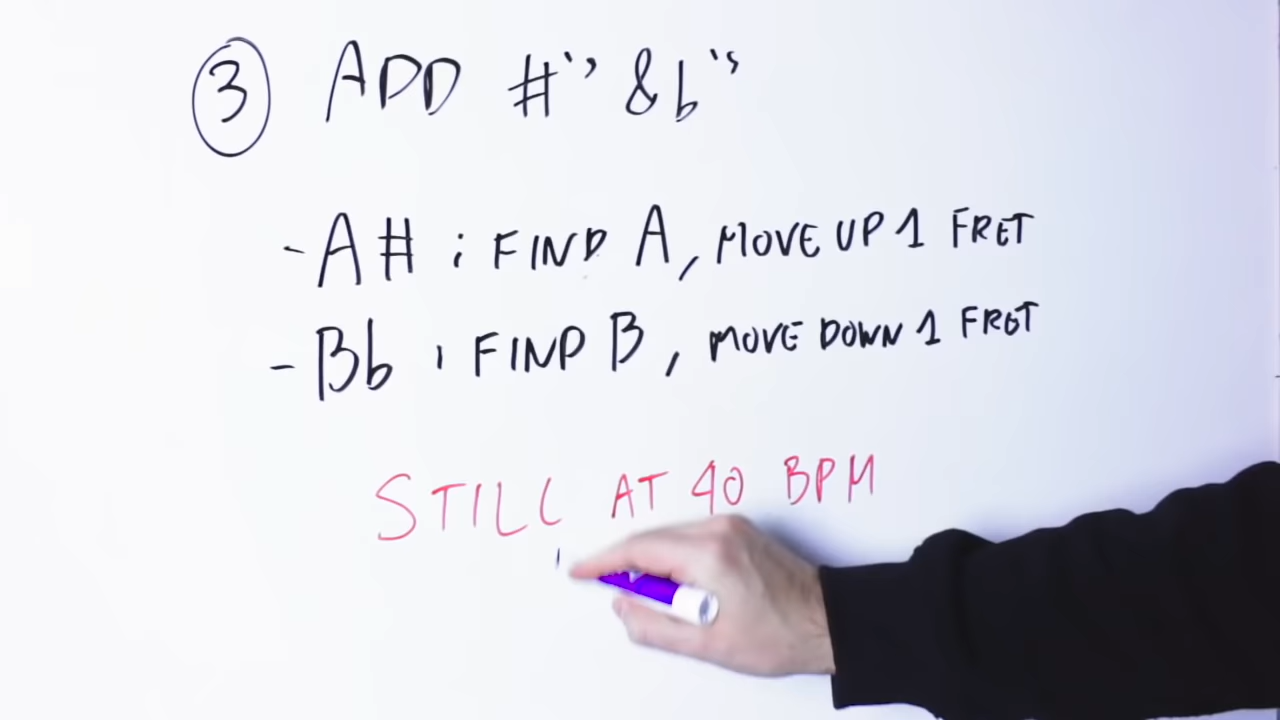 ③ ADD #'s & b's
- A# : FIND A, MOVE UP 1 FRET
- Bb : FIND B, MOVE DOWN 1 FRET
STILL AT 40 BPM